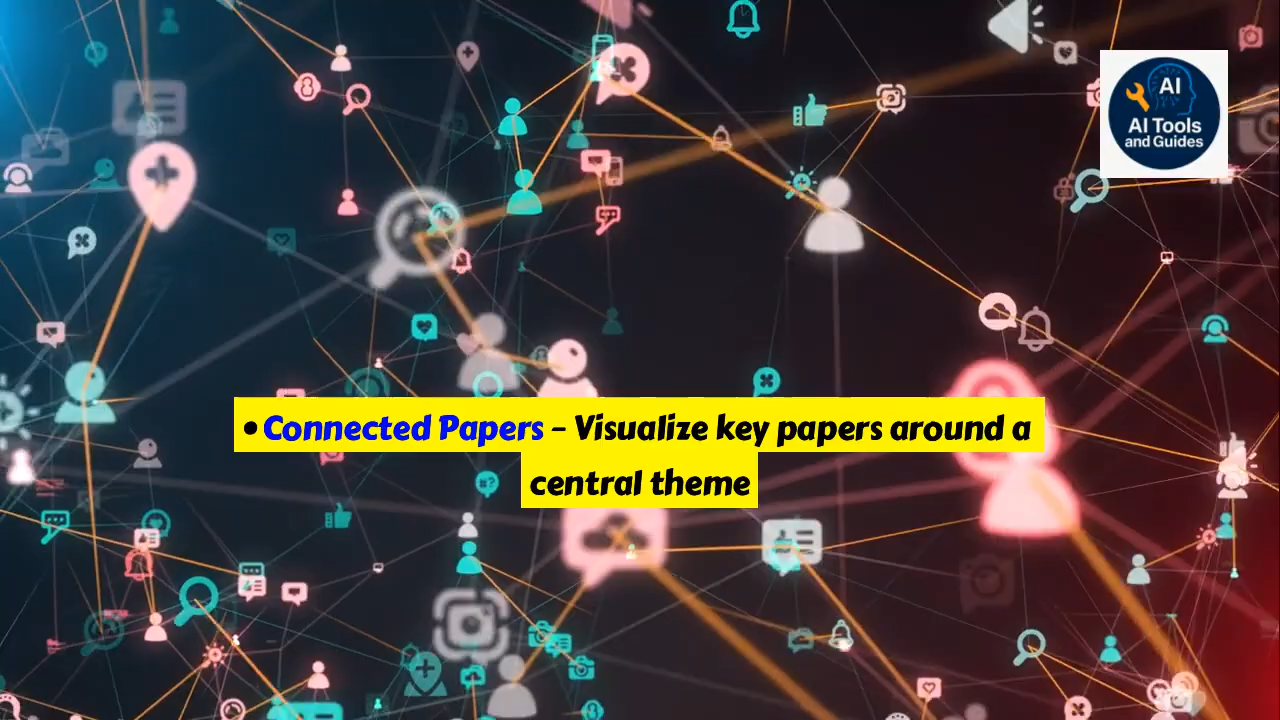 AI
AI Tools
and Guides
• Connected Papers – Visualize key papers around a
central theme
#?